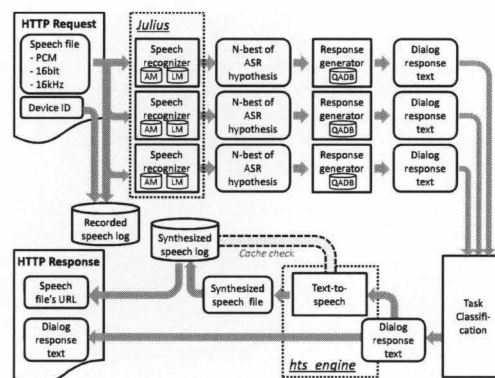 HTTP Request
Speech file
- PCM
- 16bit
- 16kHz
Device ID
Julius
Speech
recognizer
AM LM
N-best of
ASR
hypothesis
Response
generator
QADB
Dialog
response
text
Speech
recognizer
AM LM
N-best of
ASR
hypothesis
Response
generator
QADB
Dialog
response
text
Speech
recognizer
AM LM
N-best of
ASR
hypothesis
Response
generator
QADB
Dialog
response
text
Recorded
speech log
Synthesized
speech log
Cache check
HTTP Response
Speech
file's URL
Synthesized
speech file
Text-to-
speech
Task
Classifi-
cation
Dialog
response
text
Dialog
response
text
hts_engine